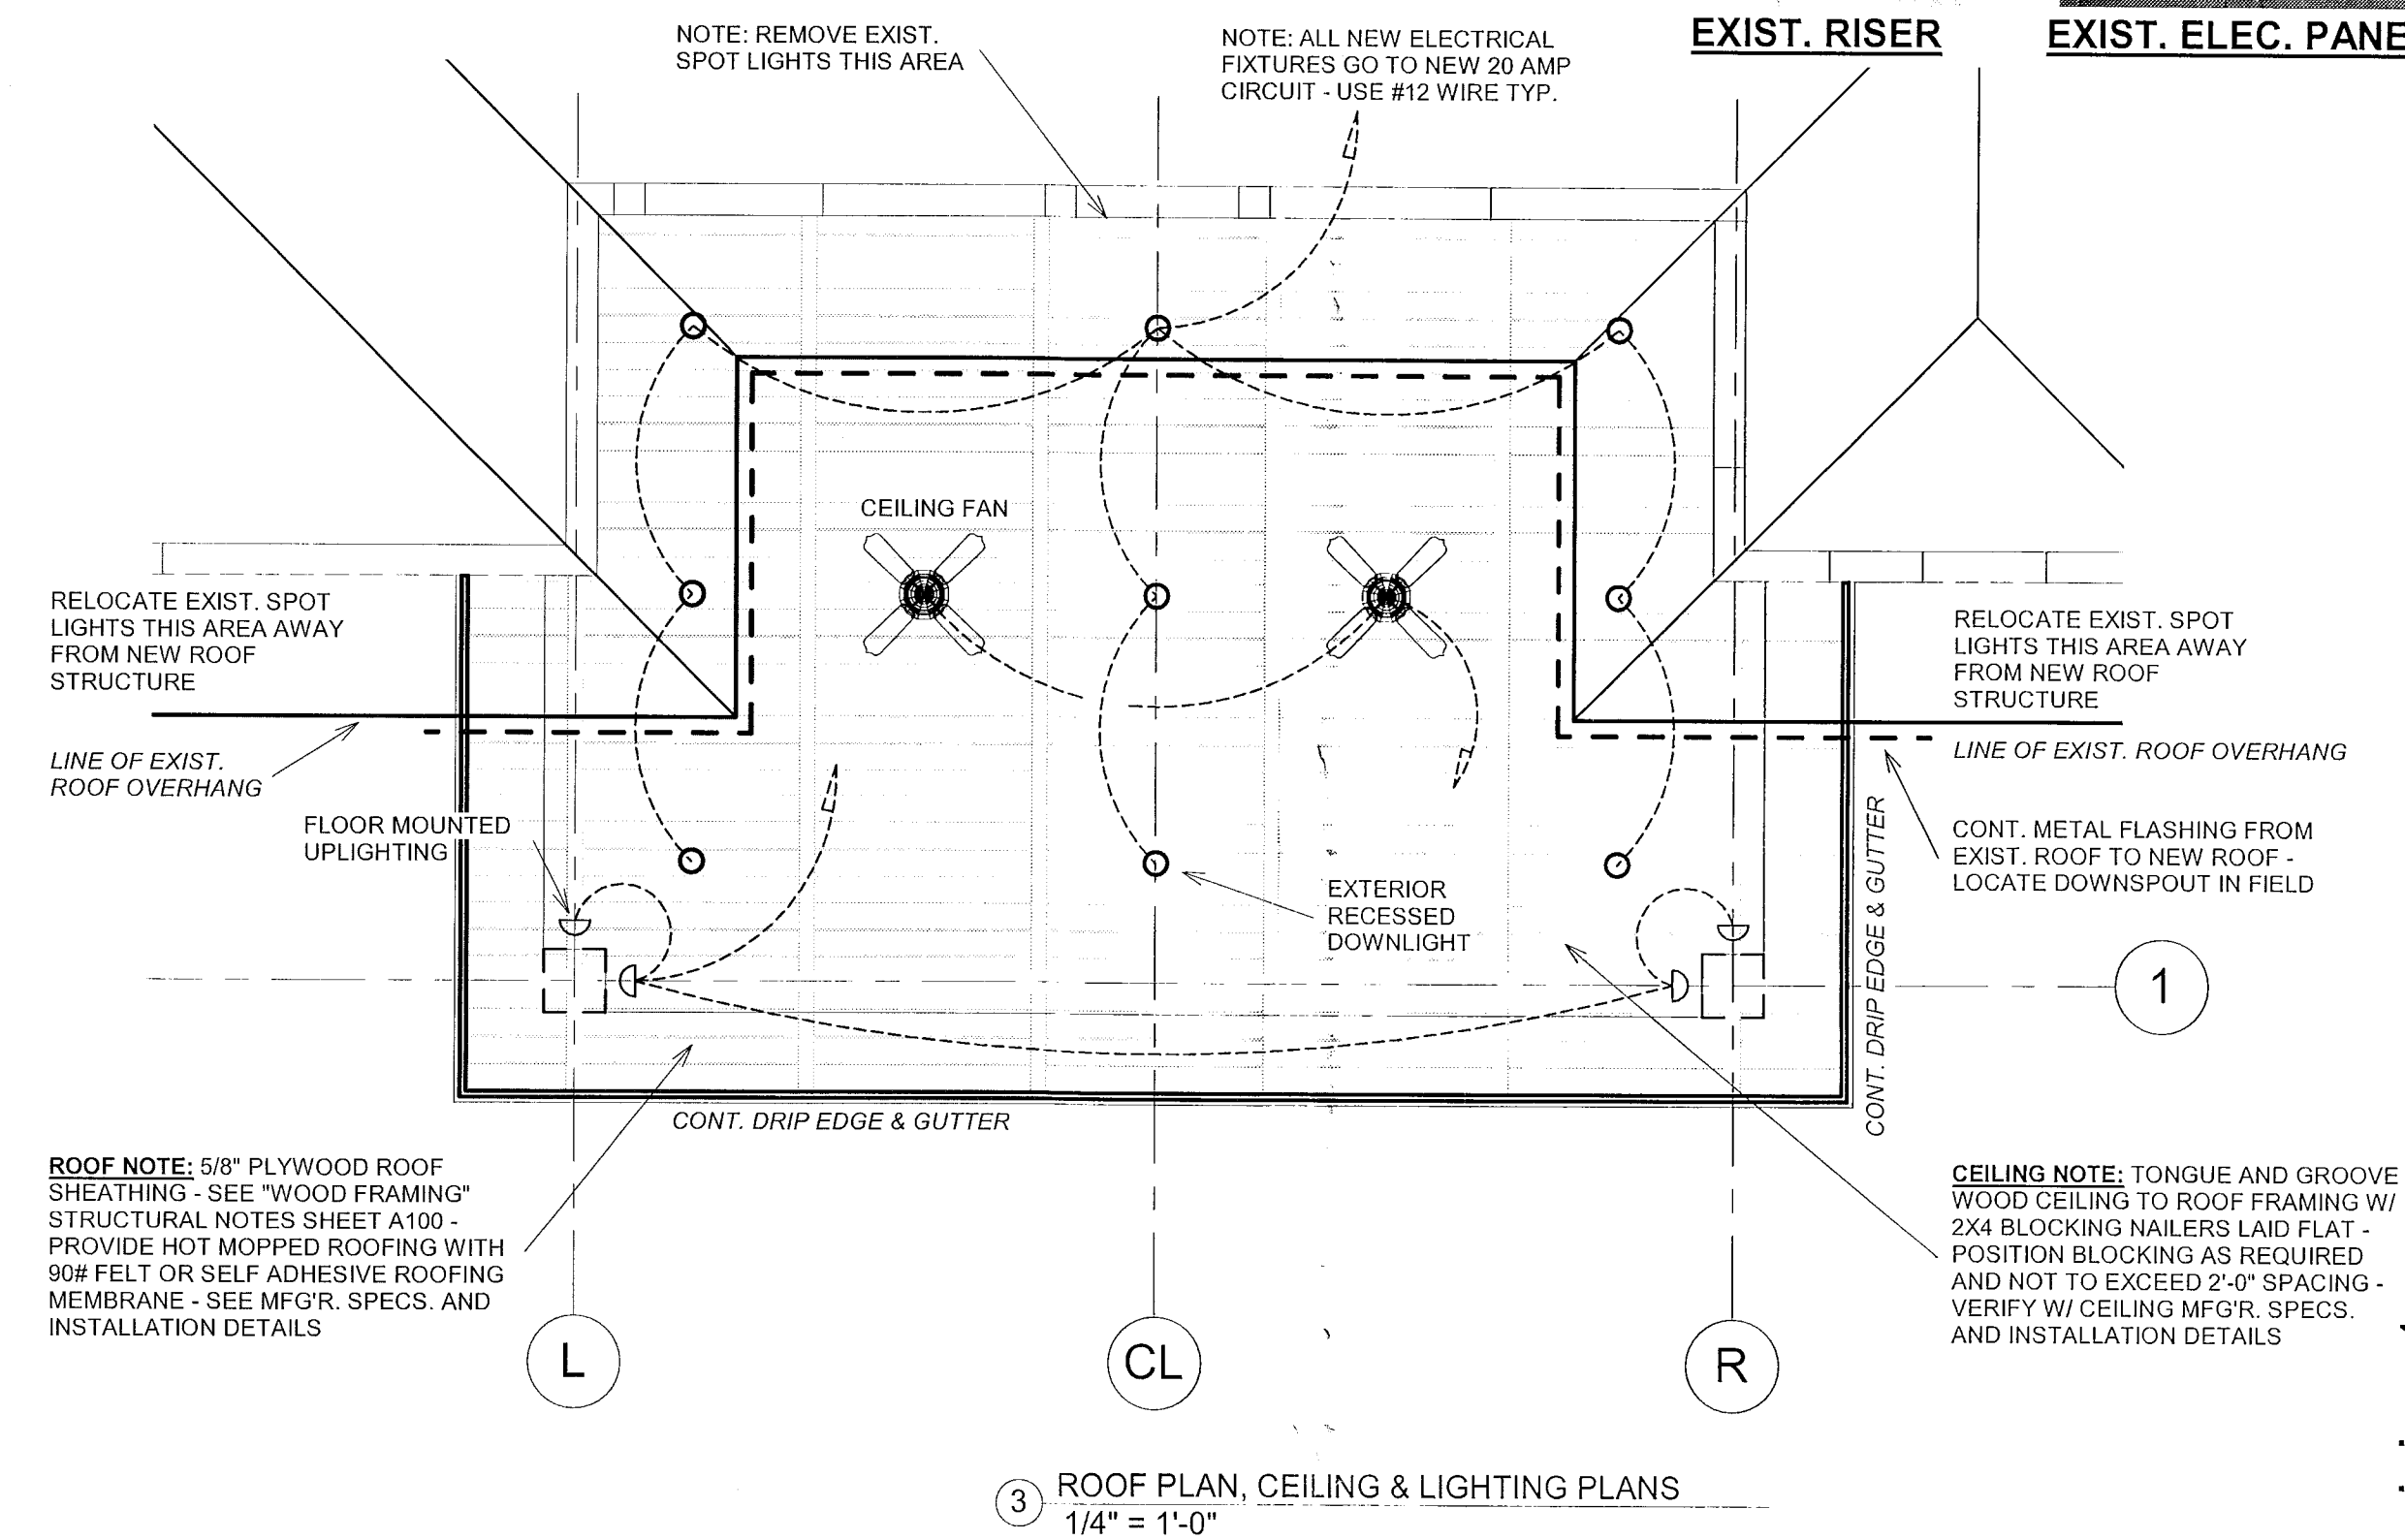 NOTE: REMOVE EXIST.
SPOT LIGHTS THIS AREA
NOTE: ALL NEW ELECTRICAL
FIXTURES GO TO NEW 20 AMP
CIRCUIT - USE #12 WIRE TYP.
EXIST. RISER
EXIST. ELEC. PANE
CEILING FAN
RELOCATE EXIST. SPOT
LIGHTS THIS AREA AWAY
FROM NEW ROOF
STRUCTURE
LINE OF EXIST.
ROOF OVERHANG
FLOOR MOUNTED
UPLIGHTING
EXTERIOR
RECESSED
DOWNLIGHT
RELOCATE EXIST. SPOT
LIGHTS THIS AREA AWAY
FROM NEW ROOF
STRUCTURE
LINE OF EXIST. ROOF OVERHANG
CONT. METAL FLASHING FROM
EXIST. ROOF TO NEW ROOF -
LOCATE DOWNSPOUT IN FIELD
CONT. DRIP EDGE & GUTTER
1
CONT. DRIP EDGE & GUTTER
ROOF NOTE: 5/8" PLYWOOD ROOF
SHEATHING - SEE "WOOD FRAMING"
STRUCTURAL NOTES SHEET A100 -
PROVIDE HOT MOPPED ROOFING WITH
90# FELT OR SELF ADHESIVE ROOFING
MEMBRANE - SEE MFG'R. SPECS. AND
INSTALLATION DETAILS
CEILING NOTE: TONGUE AND GROOVE
WOOD CEILING TO ROOF FRAMING W/
2X4 BLOCKING NAILERS LAID FLAT -
POSITION BLOCKING AS REQUIRED
AND NOT TO EXCEED 2'-0" SPACING -
VERIFY W/ CEILING MFG'R. SPECS.
AND INSTALLATION DETAILS
L
CL
R
3 ROOF PLAN, CEILING & LIGHTING PLANS
1/4" = 1'-0"